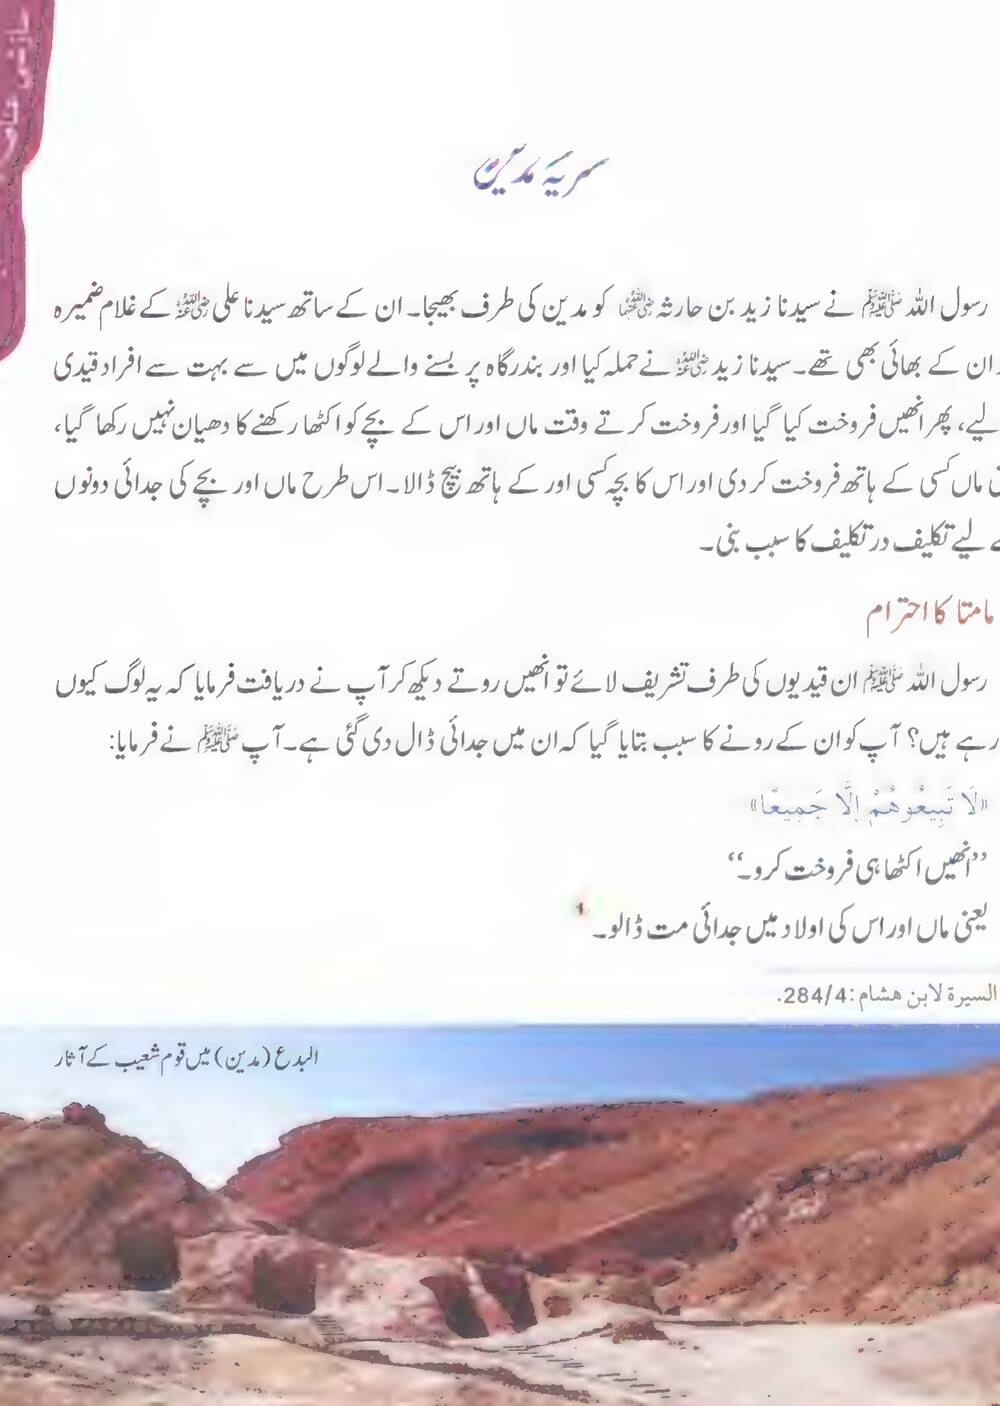 سریۂ مدین
رسول اللہ ﷺ نے سیدنا زید بن حارثہ رضی اللہ عنہما کو مدین کی طرف بھیجا۔ ان کے ساتھ سیدنا علی رضی اللہ عنہ کے غلام ضمیرہ
ان کے بھائی بھی تھے۔ سیدنا زید رضی اللہ عنہ نے حملہ کیا اور بندرگاہ پر بسنے والے لوگوں میں سے بہت سے افراد قیدی
لیے، پھر انھیں فروخت کیا گیا اور فروخت کرتے وقت ماں اور اس کے بچے کو اکٹھا رکھنے کا دھیان نہیں رکھا گیا،
ماں کسی کے ہاتھ فروخت کر دی اور اس کا بچہ کسی اور کے ہاتھ بیچ ڈالا۔ اس طرح ماں اور بچے کی جدائی دونوں
لیے تکلیف در تکلیف کا سبب بنی۔
مامتا کا احترام
رسول اللہ ﷺ ان قیدیوں کی طرف تشریف لائے تو انھیں روتے دیکھ کر آپ نے دریافت فرمایا کہ یہ لوگ کیوں
رہے ہیں؟ آپ کو ان کے رونے کا سبب بتایا گیا کہ ان میں جدائی ڈال دی گئی ہے۔ آپ ﷺ نے فرمایا:
«لَا تَبِيعُوهُمْ إِلَّا جَمِيعًا»
’’انھیں اکٹھا ہی فروخت کرو۔‘‘
یعنی ماں اور اس کی اولاد میں جدائی مت ڈالو۔ 1
السيرة لابن هشام: 284/4.
البدع (مدین) میں قوم شعیب کے آثار